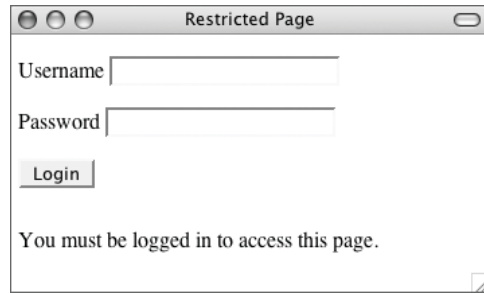 Restricted Page
Username
Password
Login
You must be logged in to access this page.